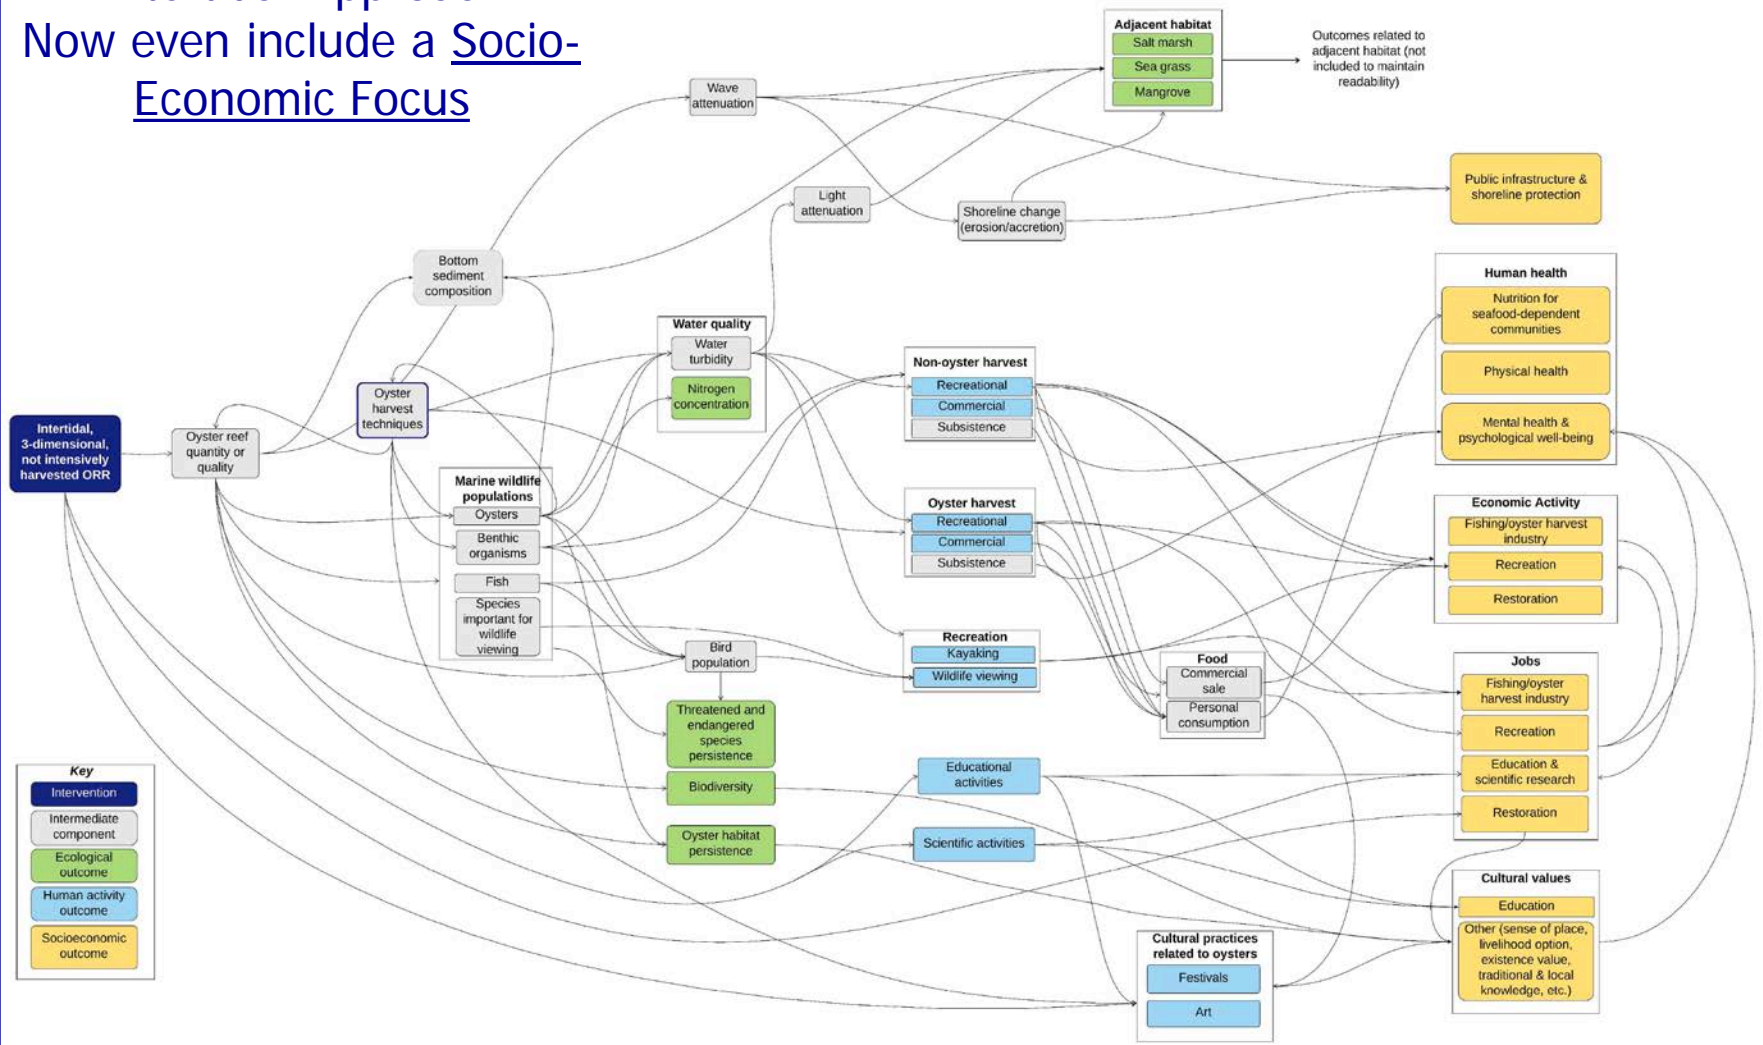 Now even include a Socio-
Economic Focus
Adjacent habitat
Salt marsh
Sea grass
Mangrove
Outcomes related to
adjacent habitat (not
included to maintain
readability)
Wave
attenuation
Light
attenuation
Shoreline change
(erosion/accretion)
Public infrastructure &
shoreline protection
Bottom
sediment
composition
Human health
Nutrition for
seafood-dependent
communities
Physical health
Mental health &
psychological well-being
Water quality
Water
turbidity
Nitrogen
concentration
Non-oyster harvest
Recreational
Commercial
Subsistence
Oyster
harvest
techniques
Intertidal,
3-dimensional,
not intensively
harvested ORR
Oyster reef
quantity or
quality
Marine wildlife
populations
Oysters
Benthic
organisms
Fish
Species
important for
wildlife
viewing
Oyster harvest
Recreational
Commercial
Subsistence
Economic Activity
Fishing/oyster harvest
industry
Recreation
Restoration
Recreation
Kayaking
Wildlife viewing
Bird
population
Food
Commercial
sale
Personal
consumption
Jobs
Fishing/oyster
harvest industry
Recreation
Education &
scientific research
Restoration
Threatened and
endangered
species
persistence
Biodiversity
Oyster habitat
persistence
Educational
activities
Scientific activities
Key
Intervention
Intermediate
component
Ecological
outcome
Human activity
outcome
Socioeconomic
outcome
Cultural values
Education
Other (sense of place,
livelihood option,
existence value,
traditional & local
knowledge, etc.)
Cultural practices
related to oysters
Festivals
Art